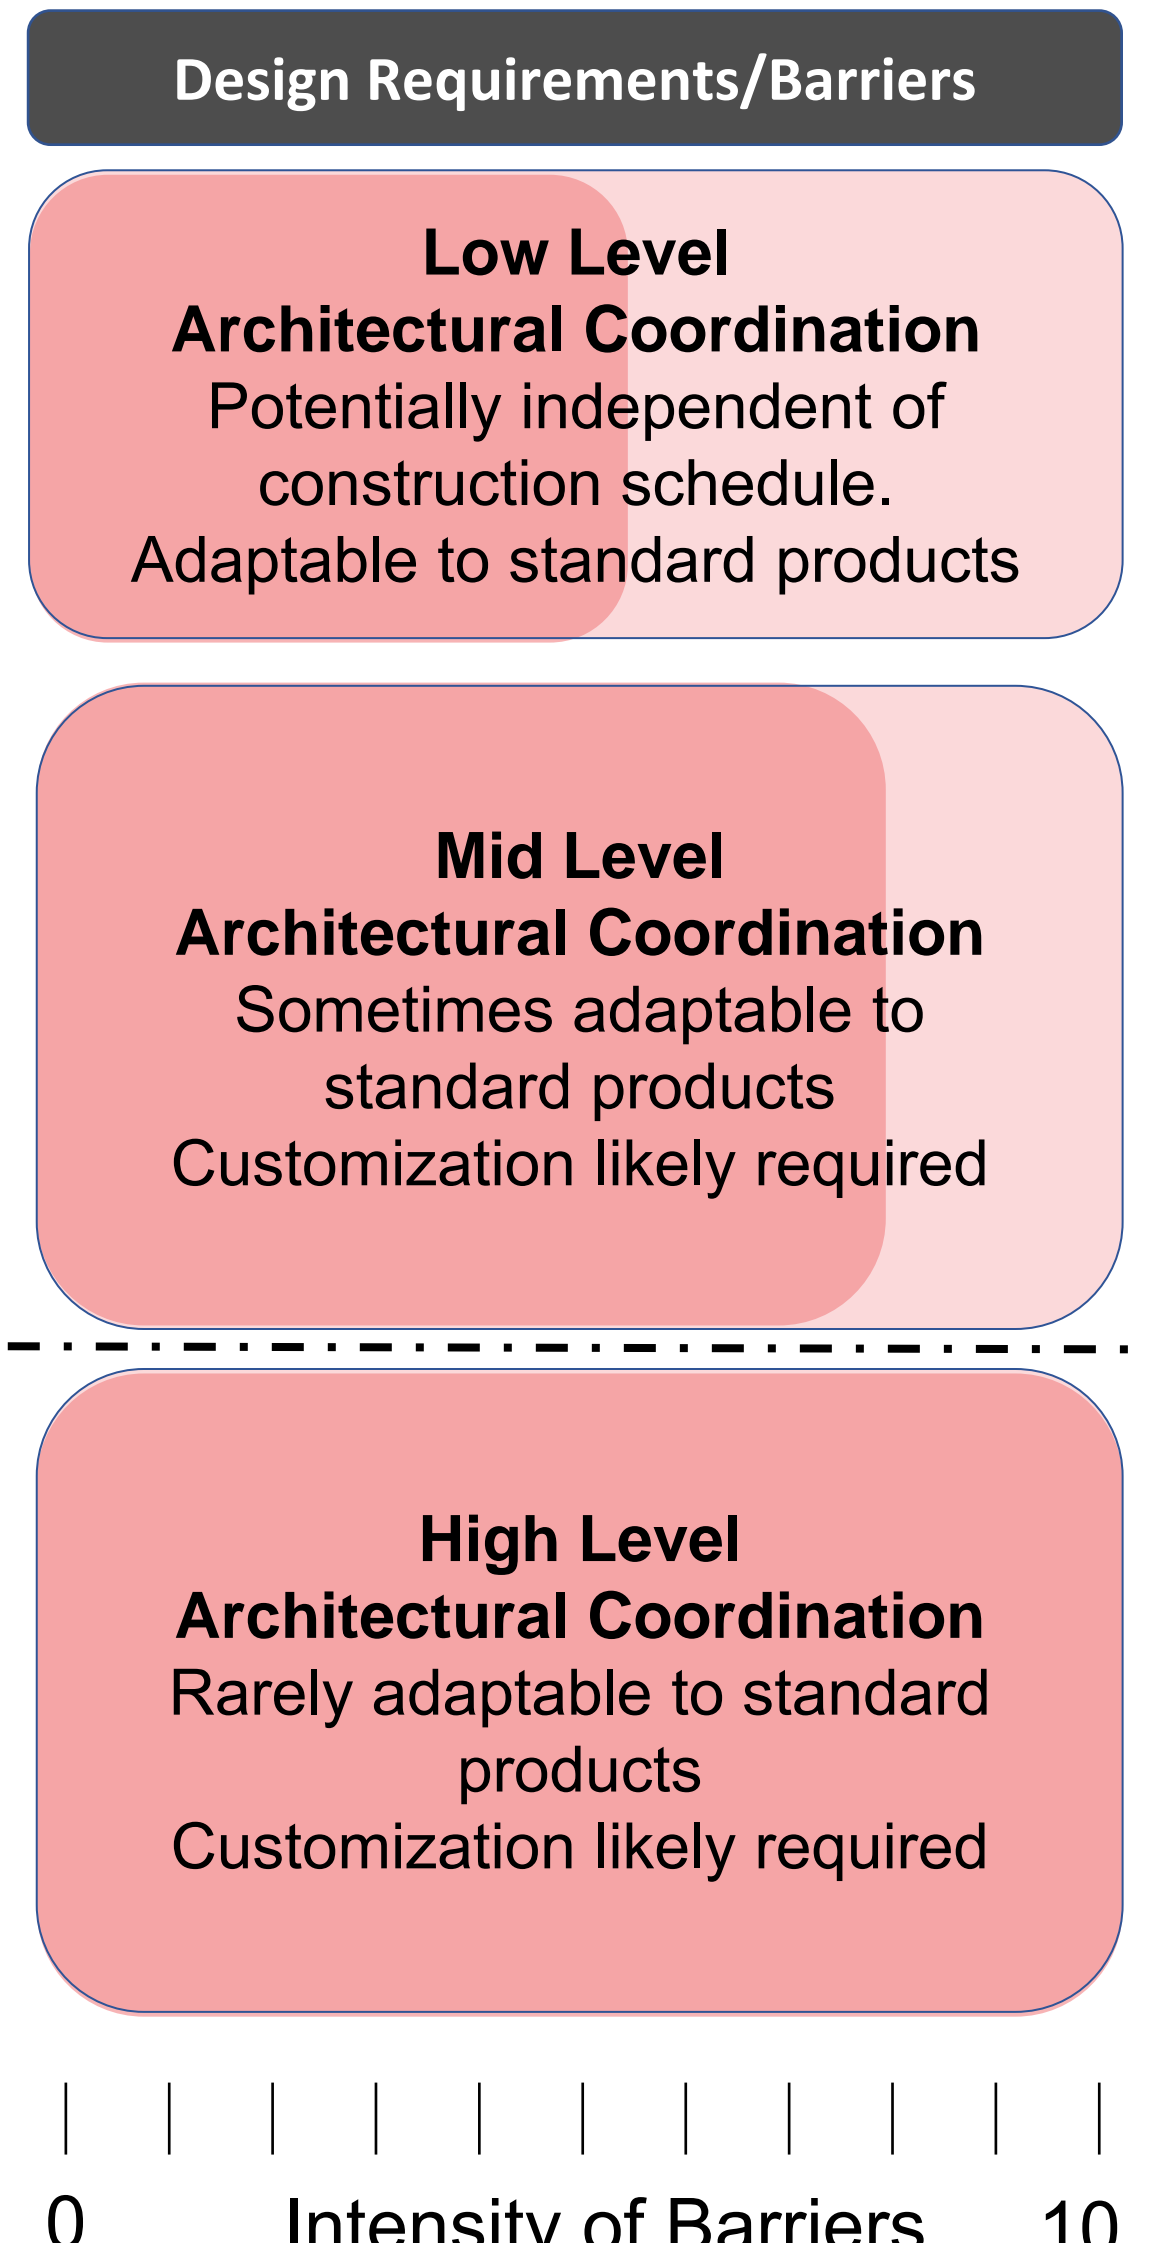 Design Requirements/Barriers
Low Level
Architectural Coordination
Potentially independent of
construction schedule.
Adaptable to standard products
Mid Level
Architectural Coordination
Sometimes adaptable to
standard products
Customization likely required
High Level
Architectural Coordination
Rarely adaptable to standard
products
Customization likely required
0 Intensity of Barriers 10